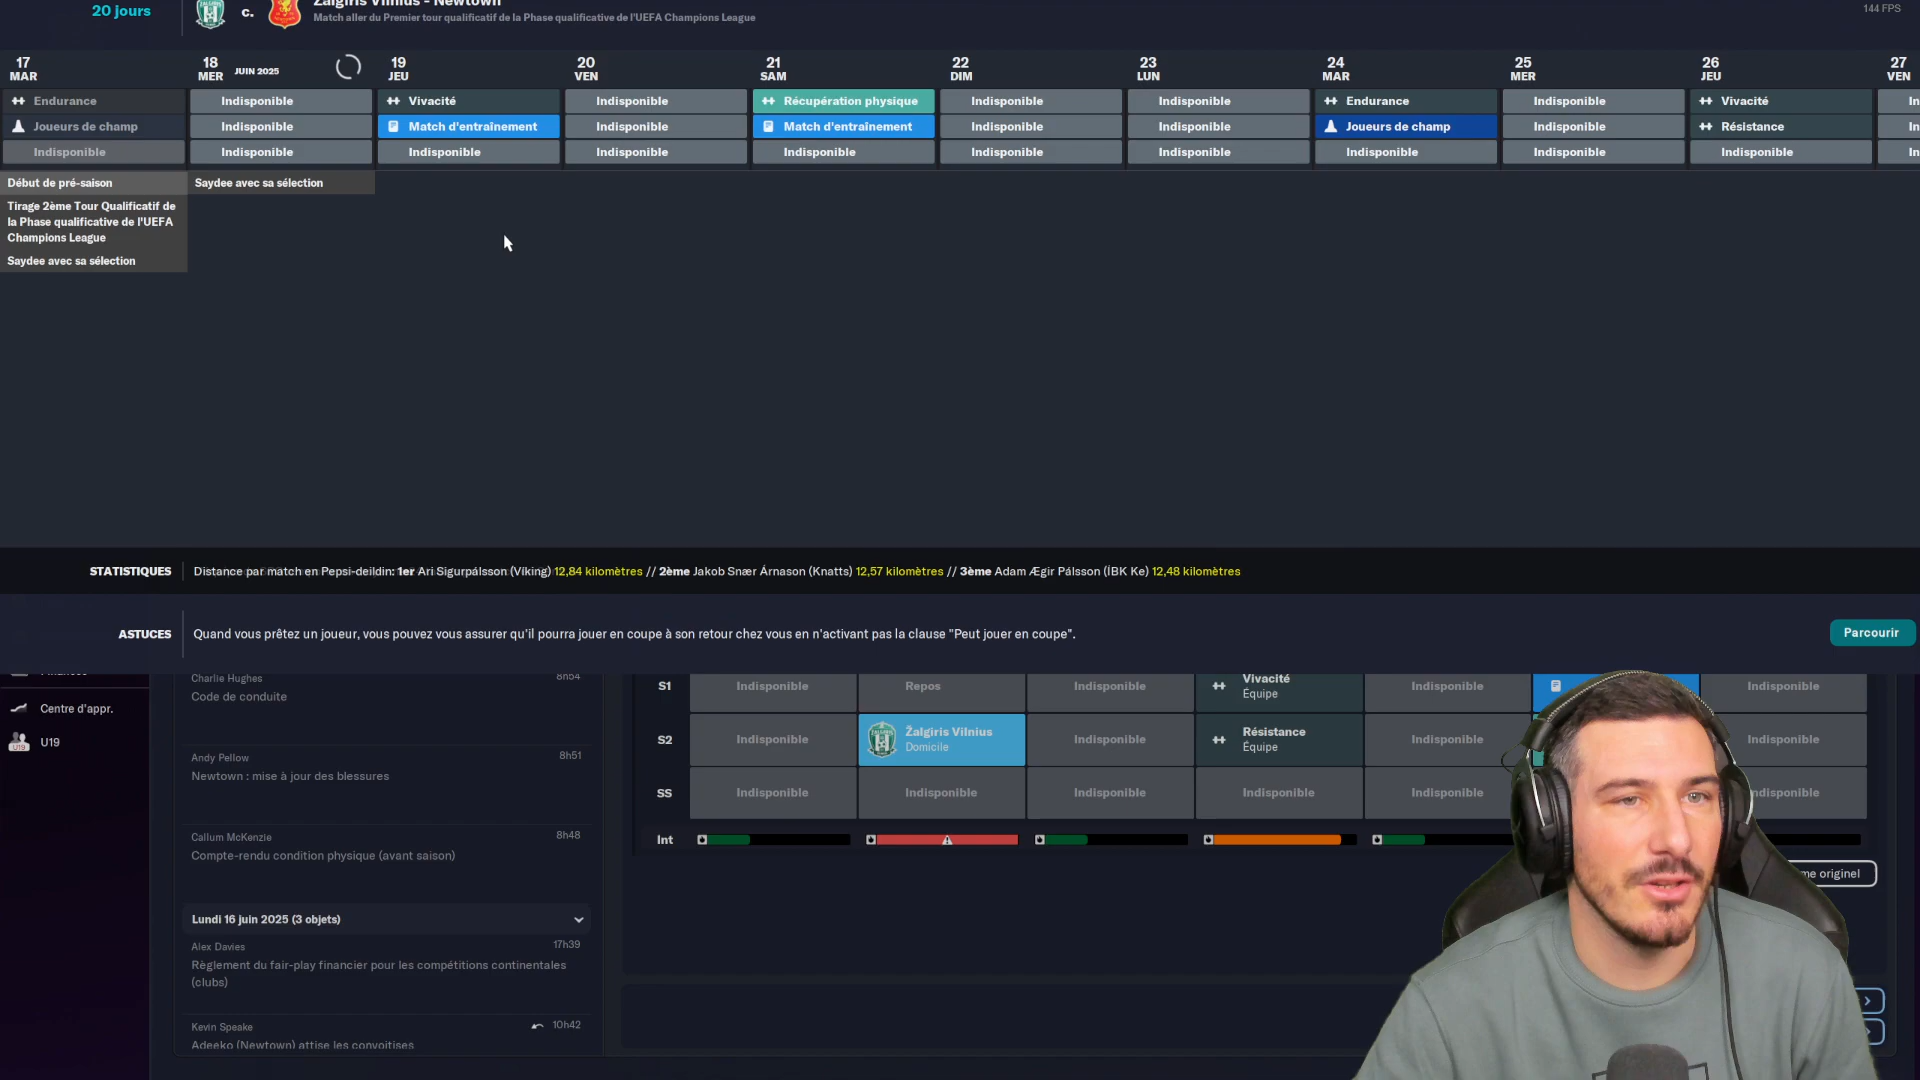 20 jours
c.
Žalgiris Vilnius - Newtown
Match aller du Premier tour qualificatif de la Phase qualificative de l'UEFA Champions League
144 FPS
17 MAR
18 MER JUIN 2025
19 JEU
20 VEN
21 SAM
22 DIM
23 LUN
24 MAR
25 MER
26 JEU
27 VEN
Endurance
Indisponible
Vivacité
Indisponible
Récupération physique
Indisponible
Indisponible
Endurance
Indisponible
Vivacité
In
Joueurs de champ
Indisponible
Match d'entraînement
Indisponible
Match d'entraînement
Indisponible
Indisponible
Joueurs de champ
Indisponible
Résistance
In
Indisponible
Indisponible
Indisponible
Indisponible
Indisponible
Indisponible
Indisponible
Indisponible
Indisponible
Indisponible
In
Début de pré-saison
Saydee avec sa sélection
Tirage 2ème Tour Qualificatif de
la Phase qualificative de l'UEFA
Champions League
Saydee avec sa sélection
STATISTIQUES
Distance par match en Pepsi-deildin: 1er Ari Sigurpálsson (Víking) 12,84 kilomètres // 2ème Jakob Snær Árnason (Knatts) 12,57 kilomètres // 3ème Adam Ægir Pálsson (ÍBK Ke) 12,48 kilomètres
ASTUCES
Quand vous prêtez un joueur, vous pouvez vous assurer qu'il pourra jouer en coupe à son retour chez vous en n'activant pas la clause "Peut jouer en coupe".
Parcourir
Centre d'appr.
U19
Charlie Hughes 8h54
Code de conduite
Andy Pellow 8h51
Newtown : mise à jour des blessures
Callum McKenzie 8h48
Compte-rendu condition physique (avant saison)
Lundi 16 juin 2025 (3 objets)
Alex Davies 17h39
Règlement du fair-play financier pour les compétitions continentales
(clubs)
Kevin Speake 10h42
Adeeko (Newtown) attise les convoitises
S1
Indisponible
Repos
Indisponible
Vivacité
Équipe
Indisponible
Indisponible
S2
Indisponible
Žalgiris Vilnius
Domicile
Indisponible
Résistance
Équipe
Indisponible
Indisponible
SS
Indisponible
Indisponible
Indisponible
Indisponible
Indisponible
ndisponible
Int
me originel